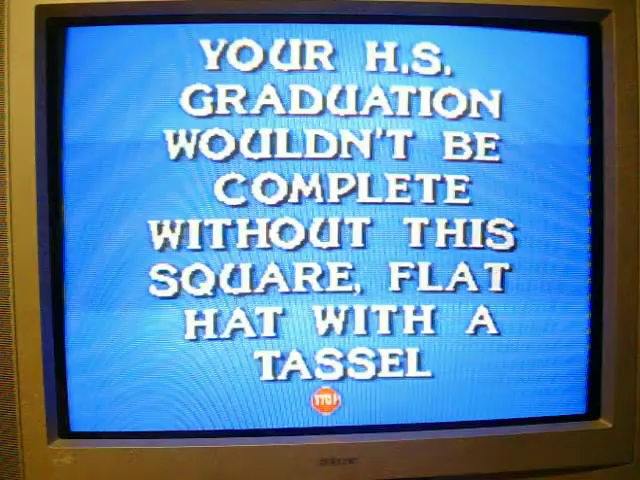 YOUR H.S.
GRADUATION
WOULDN'T BE
COMPLETE
WITHOUT THIS
SQUARE, FLAT
HAT WITH A
TASSEL